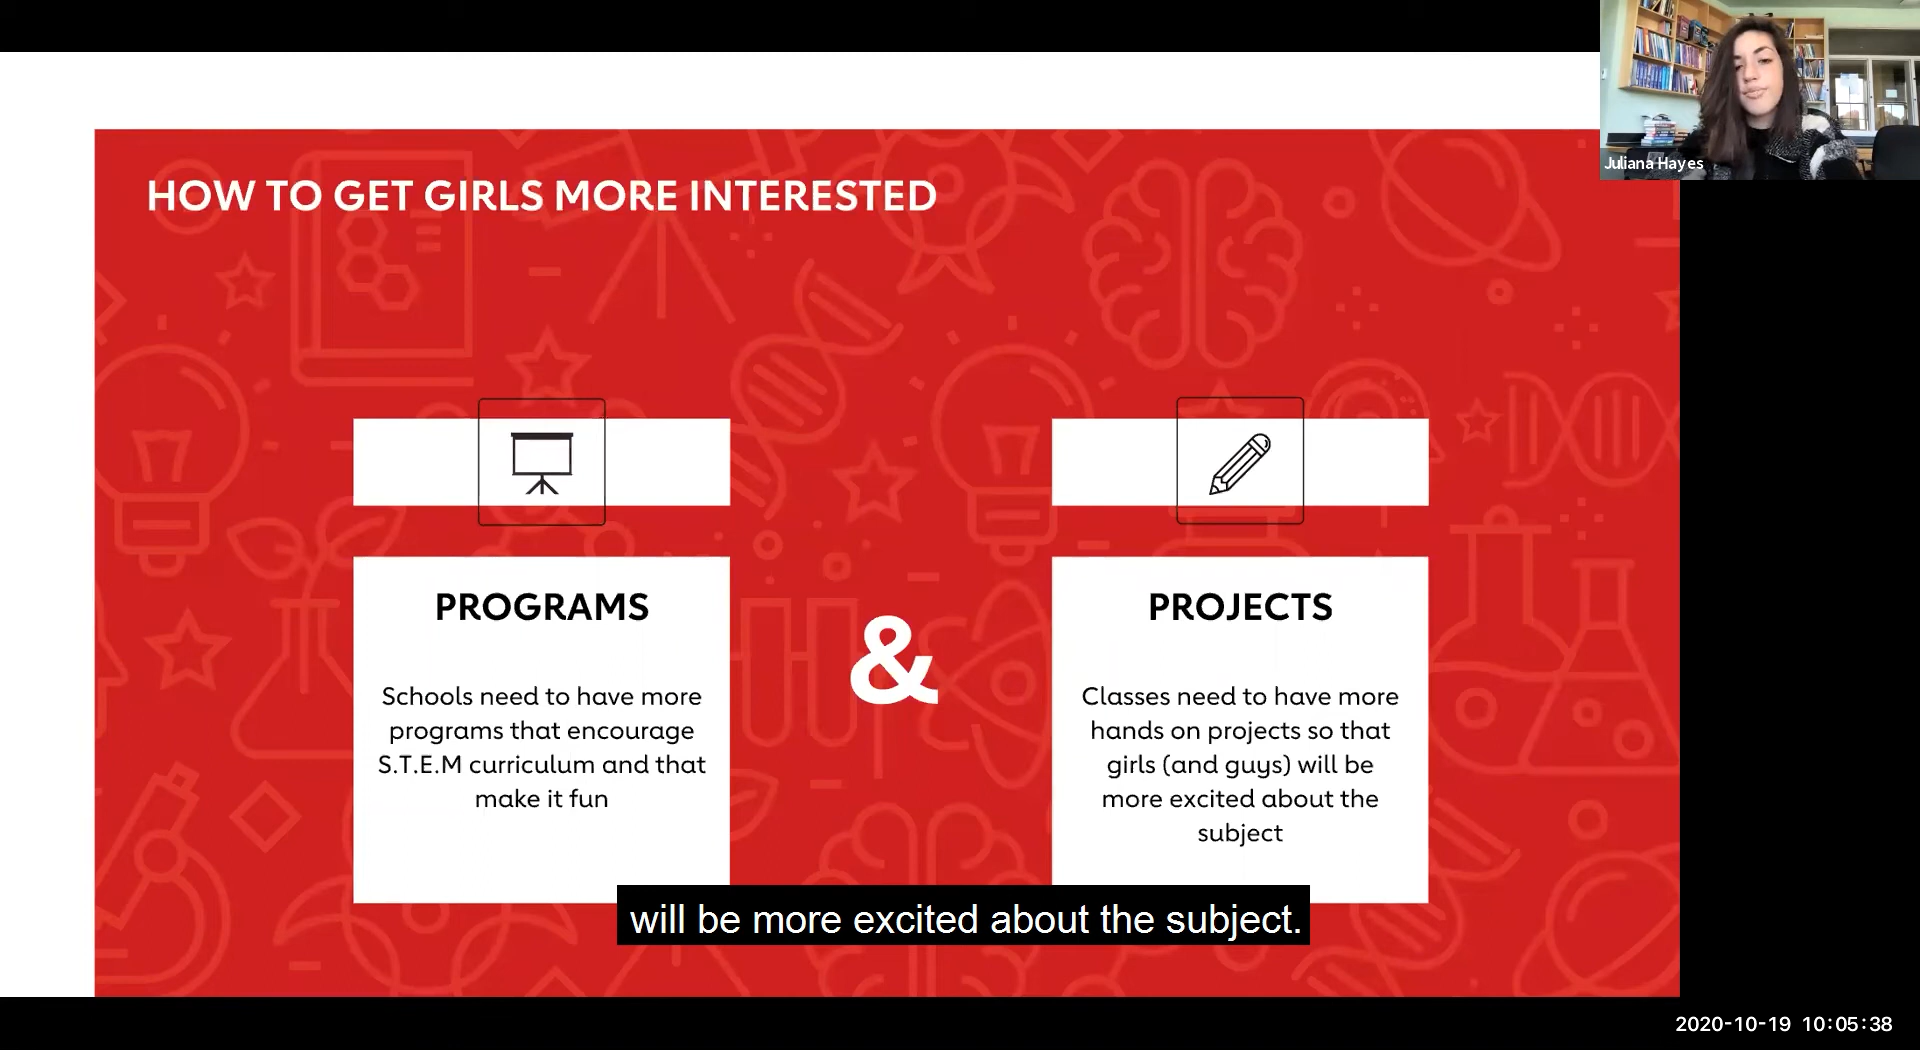 Juliana Hayes
HOW TO GET GIRLS MORE INTERESTED
PROGRAMS
Schools need to have more
programs that encourage
S.T.E.M curriculum and that
make it fun
&
PROJECTS
Classes need to have more
hands on projects so that
girls (and guys) will be
more excited about the
subject
will be more excited about the subject.
2020-10-19 10:05:38